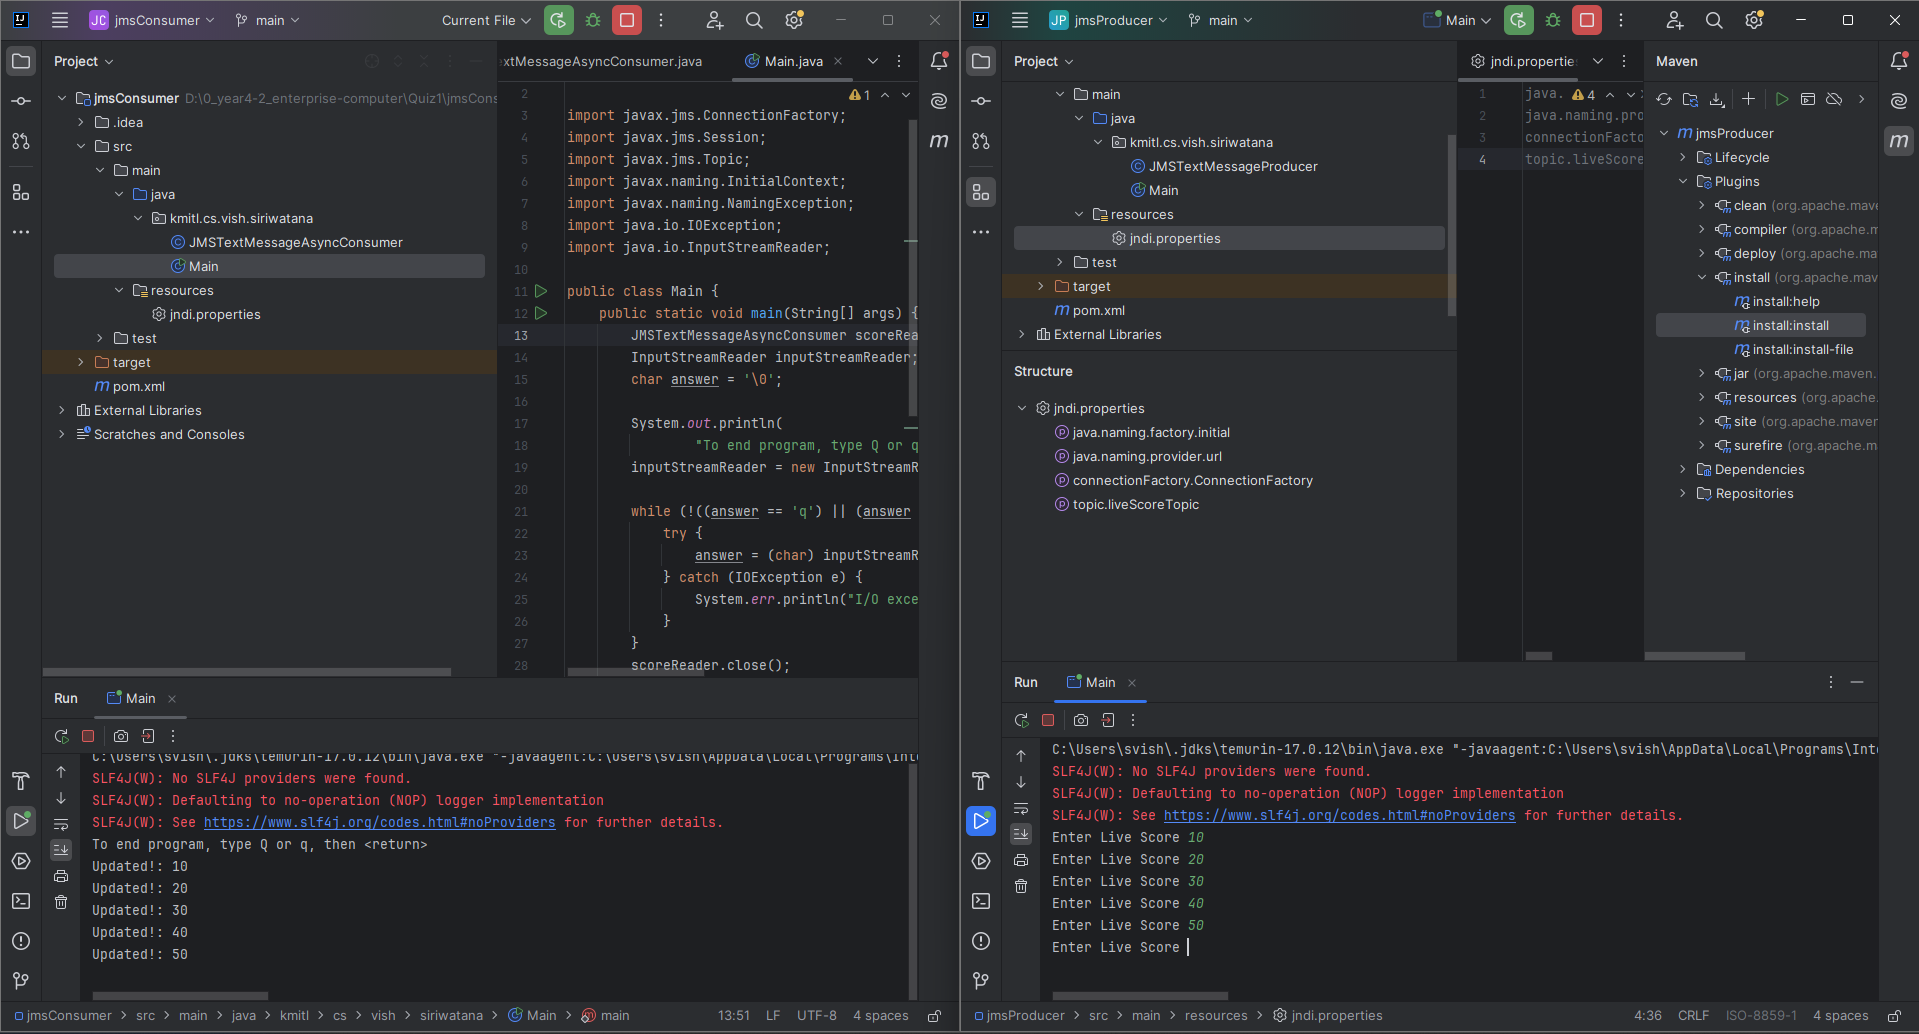 JC jmsConsumer main Current File
Project
jmsConsumer D:\0_year4-2_enterprise-computer\Quiz1\jmsCons
.idea
src
main
java
kmitl.cs.vish.siriwatana
JMSTextMessageAsyncConsumer
Main
resources
jndi.properties
test
target
pom.xml
External Libraries
Scratches and Consoles
xtMessageAsyncConsumer.java Main.java
1
2
3 import javax.jms.ConnectionFactory;
4 import javax.jms.Session;
5 import javax.jms.Topic;
6 import javax.naming.InitialContext;
7 import javax.naming.NamingException;
8 import java.io.IOException;
9 import java.io.InputStreamReader;
10
11 public class Main {
12 public static void main(String[] args) {
13 JMSTextMessageAsyncConsumer scoreRea
14 InputStreamReader inputStreamReader;
15 char answer = '\0';
16
17 System.out.println(
18 "To end program, type Q or q
19 inputStreamReader = new InputStreamR
20
21 while (!((answer == 'q') || (answer
22 try {
23 answer = (char) inputStreamR
24 } catch (IOException e) {
25 System.err.println("I/O exce
26 }
27 }
28 scoreReader.close();
Run Main
C:\Users\svish\.jdks\temurin-17.0.12\bin\java.exe "-javaagent:C:\Users\svish\AppData\Local\Programs\Inte
SLF4J(W): No SLF4J providers were found.
SLF4J(W): Defaulting to no-operation (NOP) logger implementation
SLF4J(W): See https://www.slf4j.org/codes.html#noProviders for further details.
To end program, type Q or q, then <return>
Updated!: 10
Updated!: 20
Updated!: 30
Updated!: 40
Updated!: 50
jmsConsumer > src > main > java > kmitl > cs > vish > siriwatana > Main > main 13:51 LF UTF-8 4 spaces
JP jmsProducer main Main
Project
main
java
kmitl.cs.vish.siriwatana
JMSTextMessageProducer
Main
resources
jndi.properties
test
target
pom.xml
External Libraries
Structure
jndi.properties
java.naming.factory.initial
java.naming.provider.url
connectionFactory.ConnectionFactory
topic.liveScoreTopic
jndi.propertie
1 java. 4
2 java.naming.pro
3 connectionFacto
4 topic.liveScore
Maven
jmsProducer
Lifecycle
Plugins
clean (org.apache.mave
compiler (org.apache.m
deploy (org.apache.mav
install (org.apache.mav
install:help
install:install
install:install-file
jar (org.apache.maven.
resources (org.apache.
site (org.apache.maven
surefire (org.apache.m
Dependencies
Repositories
Run Main
C:\Users\svish\.jdks\temurin-17.0.12\bin\java.exe "-javaagent:C:\Users\svish\AppData\Local\Programs\Inte
SLF4J(W): No SLF4J providers were found.
SLF4J(W): Defaulting to no-operation (NOP) logger implementation
SLF4J(W): See https://www.slf4j.org/codes.html#noProviders for further details.
Enter Live Score 10
Enter Live Score 20
Enter Live Score 30
Enter Live Score 40
Enter Live Score 50
Enter Live Score
jmsProducer > src > main > resources > jndi.properties 4:36 CRLF ISO-8859-1 4 spaces